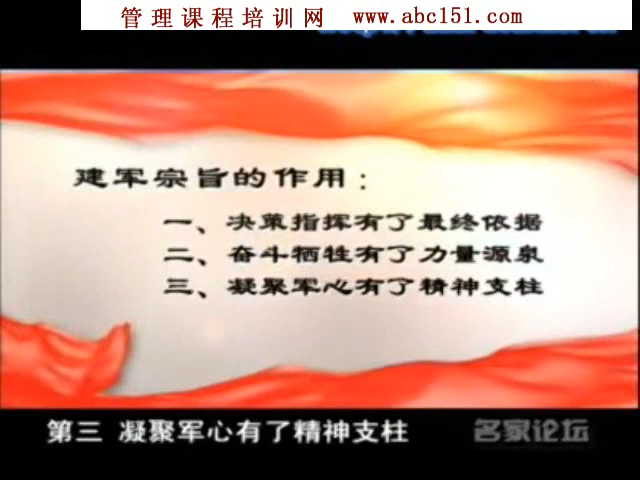 管理课程培训网 www.abc151.com
建军宗旨的作用：
一、决策指挥有了最终依据
二、奋斗牺牲有了力量源泉
三、凝聚军心有了精神支柱
第三 凝聚军心有了精神支柱
名家论坛